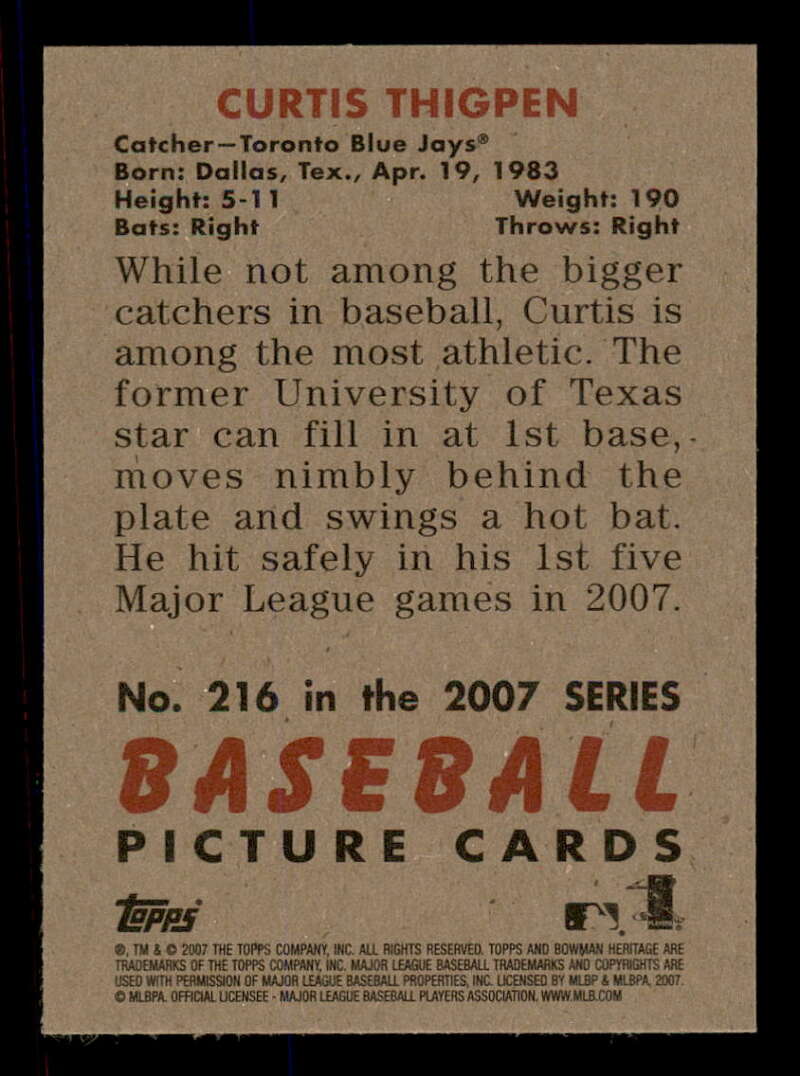 CURTIS THIGPEN
Catcher—Toronto Blue Jays®
Born: Dallas, Tex., Apr. 19, 1983
Height: 5-11 Weight: 190
Bats: Right Throws: Right
While not among the bigger
catchers in baseball, Curtis is
among the most athletic. The
former University of Texas
star can fill in at 1st base,
moves nimbly behind the
plate and swings a hot bat.
He hit safely in his 1st five
Major League games in 2007.
No. 216 in the 2007 SERIES
BASEBALL
PICTURE CARDS
topps
®, TM & © 2007 THE TOPPS COMPANY, INC. ALL RIGHTS RESERVED. TOPPS AND BOWMAN HERITAGE ARE
TRADEMARKS OF THE TOPPS COMPANY, INC. MAJOR LEAGUE BASEBALL TRADEMARKS AND COPYRIGHTS ARE
USED WITH PERMISSION OF MAJOR LEAGUE BASEBALL PROPERTIES, INC. LICENSED BY MLBP & MLBPA, 2007.
© MLBPA. OFFICIAL LICENSEE - MAJOR LEAGUE BASEBALL PLAYERS ASSOCIATION. WWW.MLB.COM